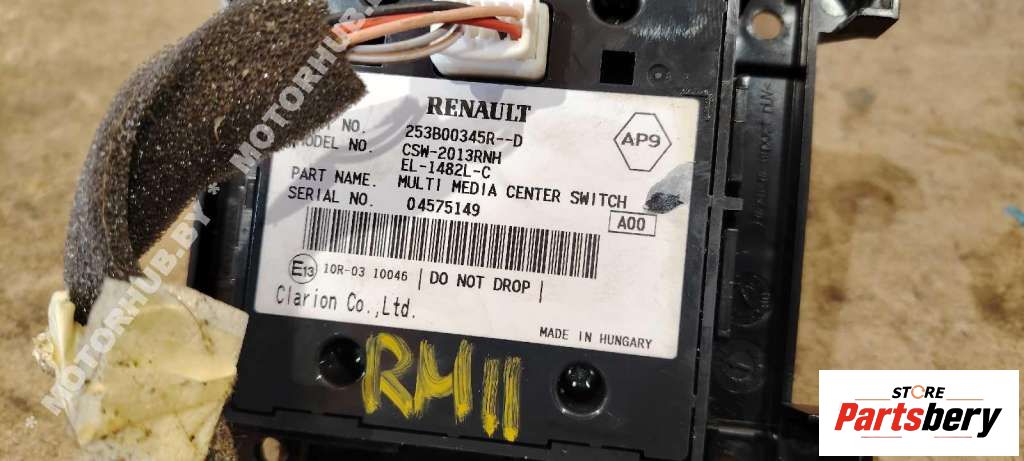 RENAULT
NO. 253B00345R--D
MODEL NO. CSW-2013RNH
EL-1482L-C
PART NAME. MULTI MEDIA CENTER SWITCH
SERIAL NO. 04575149
AP9
A00
E13 10R-03 10046 DO NOT DROP
Clarion Co.,Ltd.
MADE IN HUNGARY
RM11
* MOTORHUB.BY * MOTORHUB.BY
STORE
Partsbery